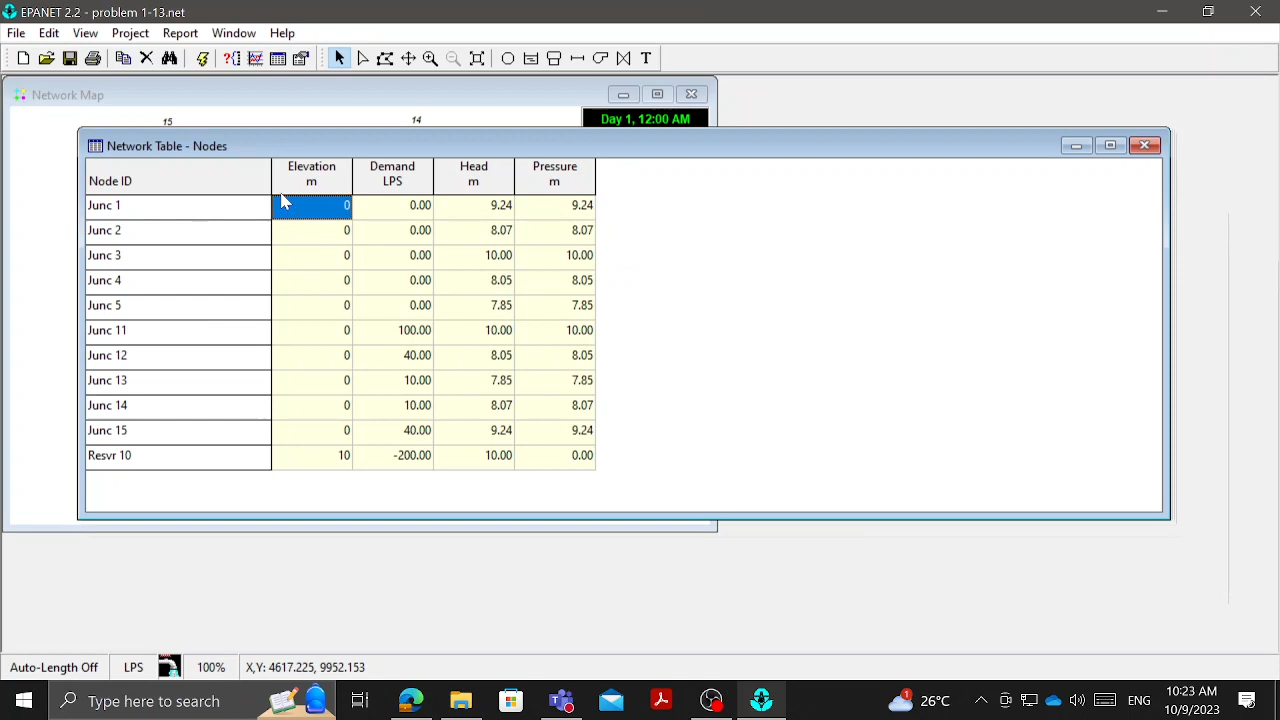 EPANET 2.2 - problem 1-13.net
File Edit View Project Report Window Help
Network Map
15 14
Day 1, 12:00 AM
Network Table - Nodes
Node ID Elevation m Demand LPS Head m Pressure m
Junc 1 0 0.00 9.24 9.24
Junc 2 0 0.00 8.07 8.07
Junc 3 0 0.00 10.00 10.00
Junc 4 0 0.00 8.05 8.05
Junc 5 0 0.00 7.85 7.85
Junc 11 0 100.00 10.00 10.00
Junc 12 0 40.00 8.05 8.05
Junc 13 0 10.00 7.85 7.85
Junc 14 0 10.00 8.07 8.07
Junc 15 0 40.00 9.24 9.24
Resvr 10 10 -200.00 10.00 0.00
Auto-Length Off LPS 100% X,Y: 4617.225, 9952.153
Type here to search 1 26°C ENG 10:23 AM
10/9/2023